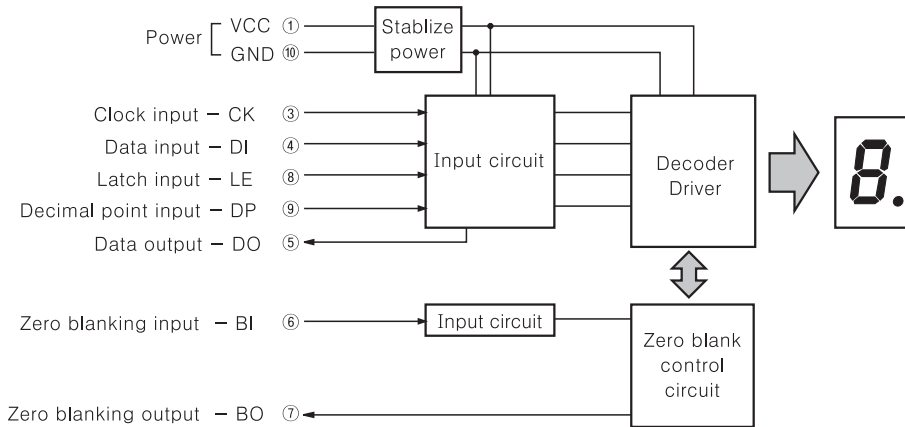 Power
VCC ①
GND ⑩
Stablize
power
Clock input – CK ③
Data input – DI ④
Latch input – LE ⑧
Decimal point input – DP ⑨
Data output – DO ⑤
Input circuit
Decoder
Driver
8.
Zero blanking input – BI ⑥
Input circuit
Zero blank
control
circuit
Zero blanking output – BO ⑦